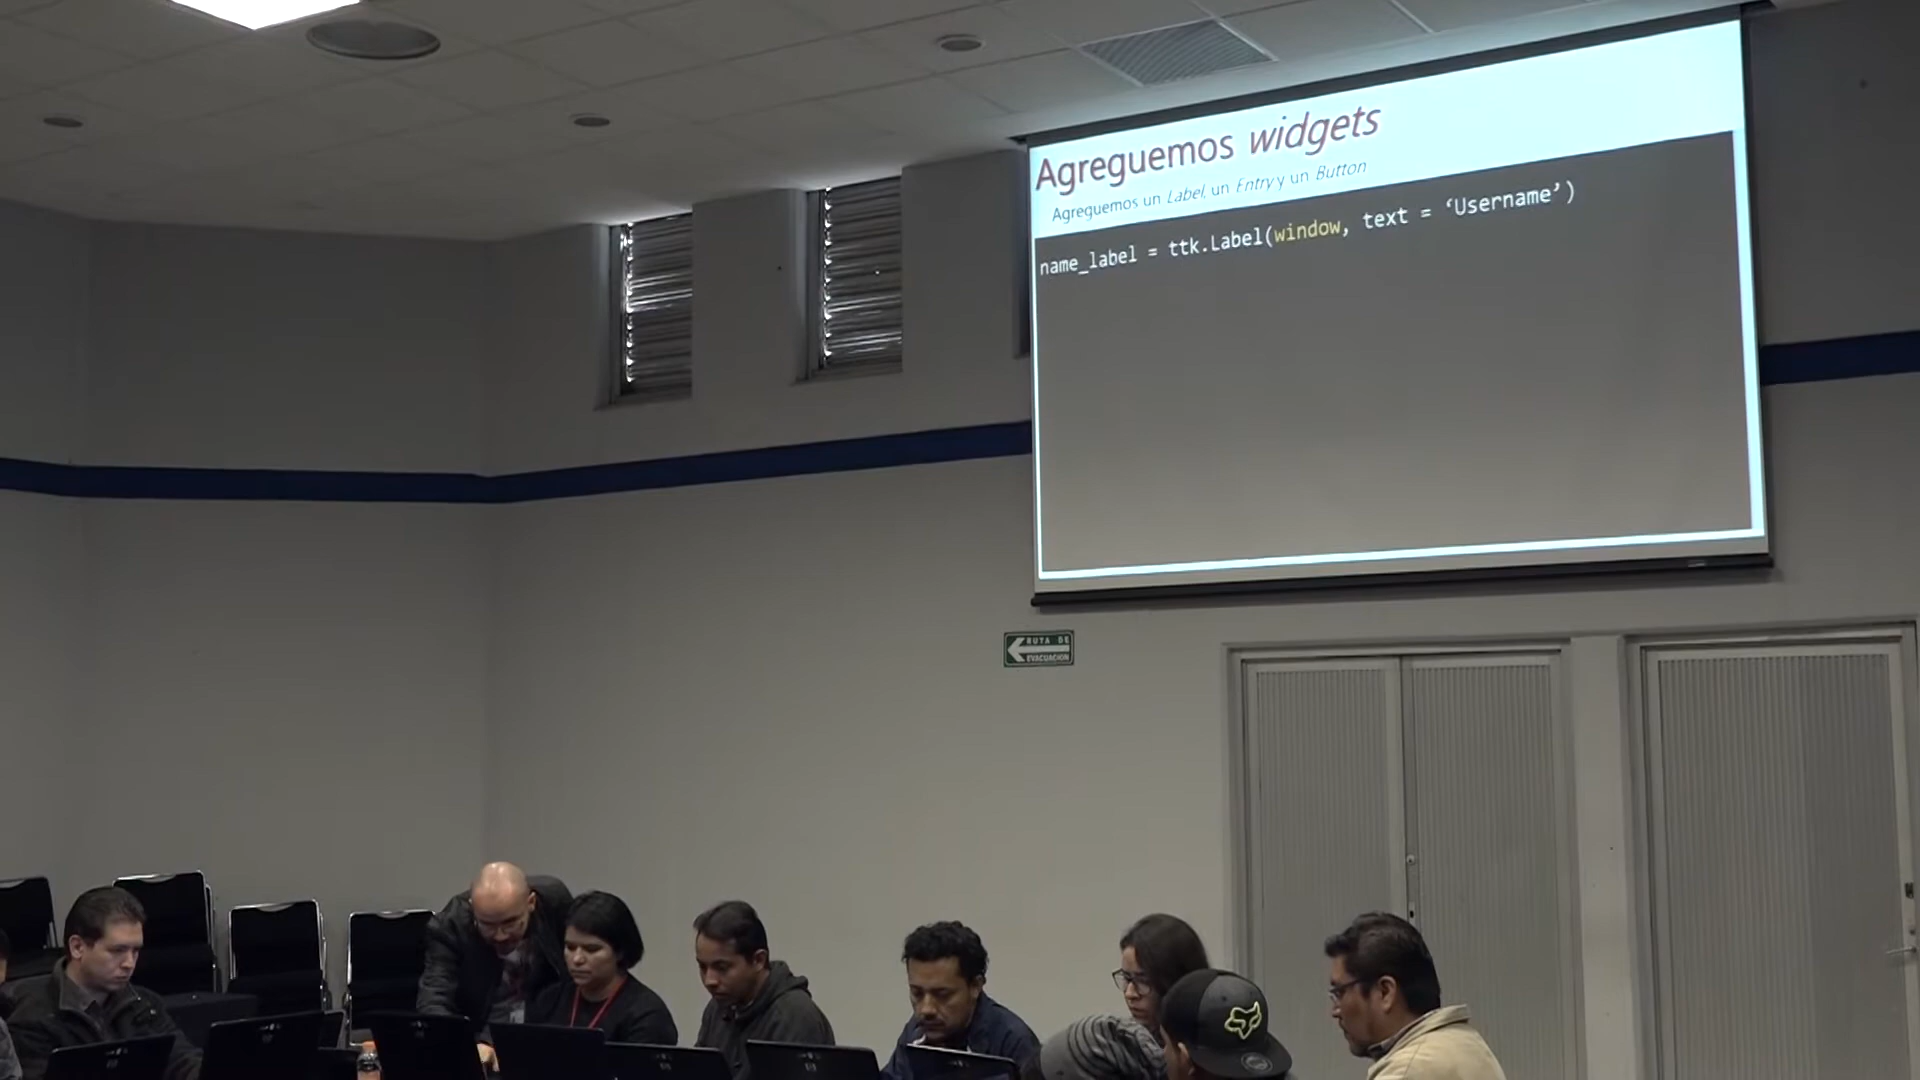 Agreguemos widgets
Agreguemos un Label, un Entry y un Button
name_label = ttk.Label(window, text = ‘Username’)
RUTA DE
EVACUACION